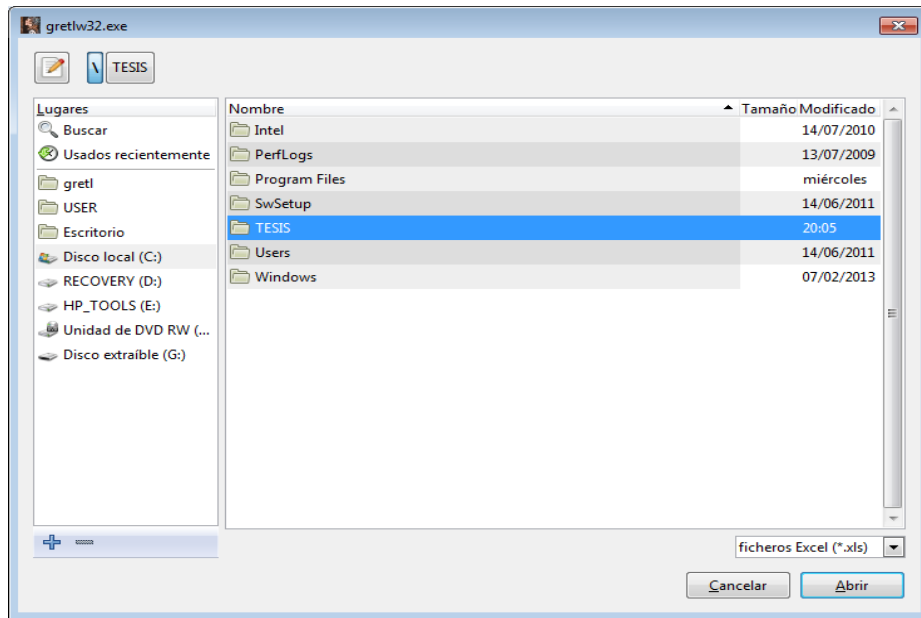 gretlw32.exe
\ TESIS
Lugares
Buscar
Usados recientemente
gretl
USER
Escritorio
Disco local (C:)
RECOVERY (D:)
HP_TOOLS (E:)
Unidad de DVD RW (...
Disco extraíble (G:)
Nombre Tamaño Modificado
Intel 14/07/2010
PerfLogs 13/07/2009
Program Files miércoles
SwSetup 14/06/2011
TESIS 20:05
Users 14/06/2011
Windows 07/02/2013
ficheros Excel (*.xls)
Cancelar Abrir